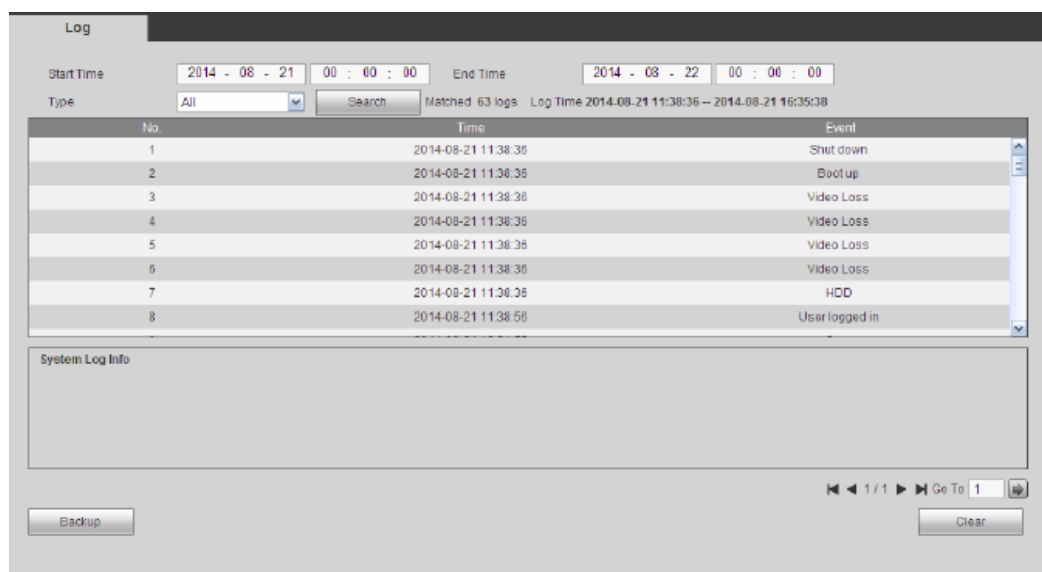 Log
Start Time 2014 - 08 - 21 00 : 00 : 00 End Time 2014 - 08 - 22 00 : 00 : 00
Type All Search Matched 63 logs Log Time 2014-08-21 11:38:36 -- 2014-08-21 16:35:38
No. Time Event
1 2014-08-21 11:38:36 Shut down
2 2014-08-21 11:38:36 Boot up
3 2014-08-21 11:38:36 Video Loss
4 2014-08-21 11:38:36 Video Loss
5 2014-08-21 11:38:36 Video Loss
6 2014-08-21 11:38:36 Video Loss
7 2014-08-21 11:38:36 HDD
8 2014-08-21 11:38:56 User logged in
System Log Info
1 / 1 Go To 1
Backup Clear